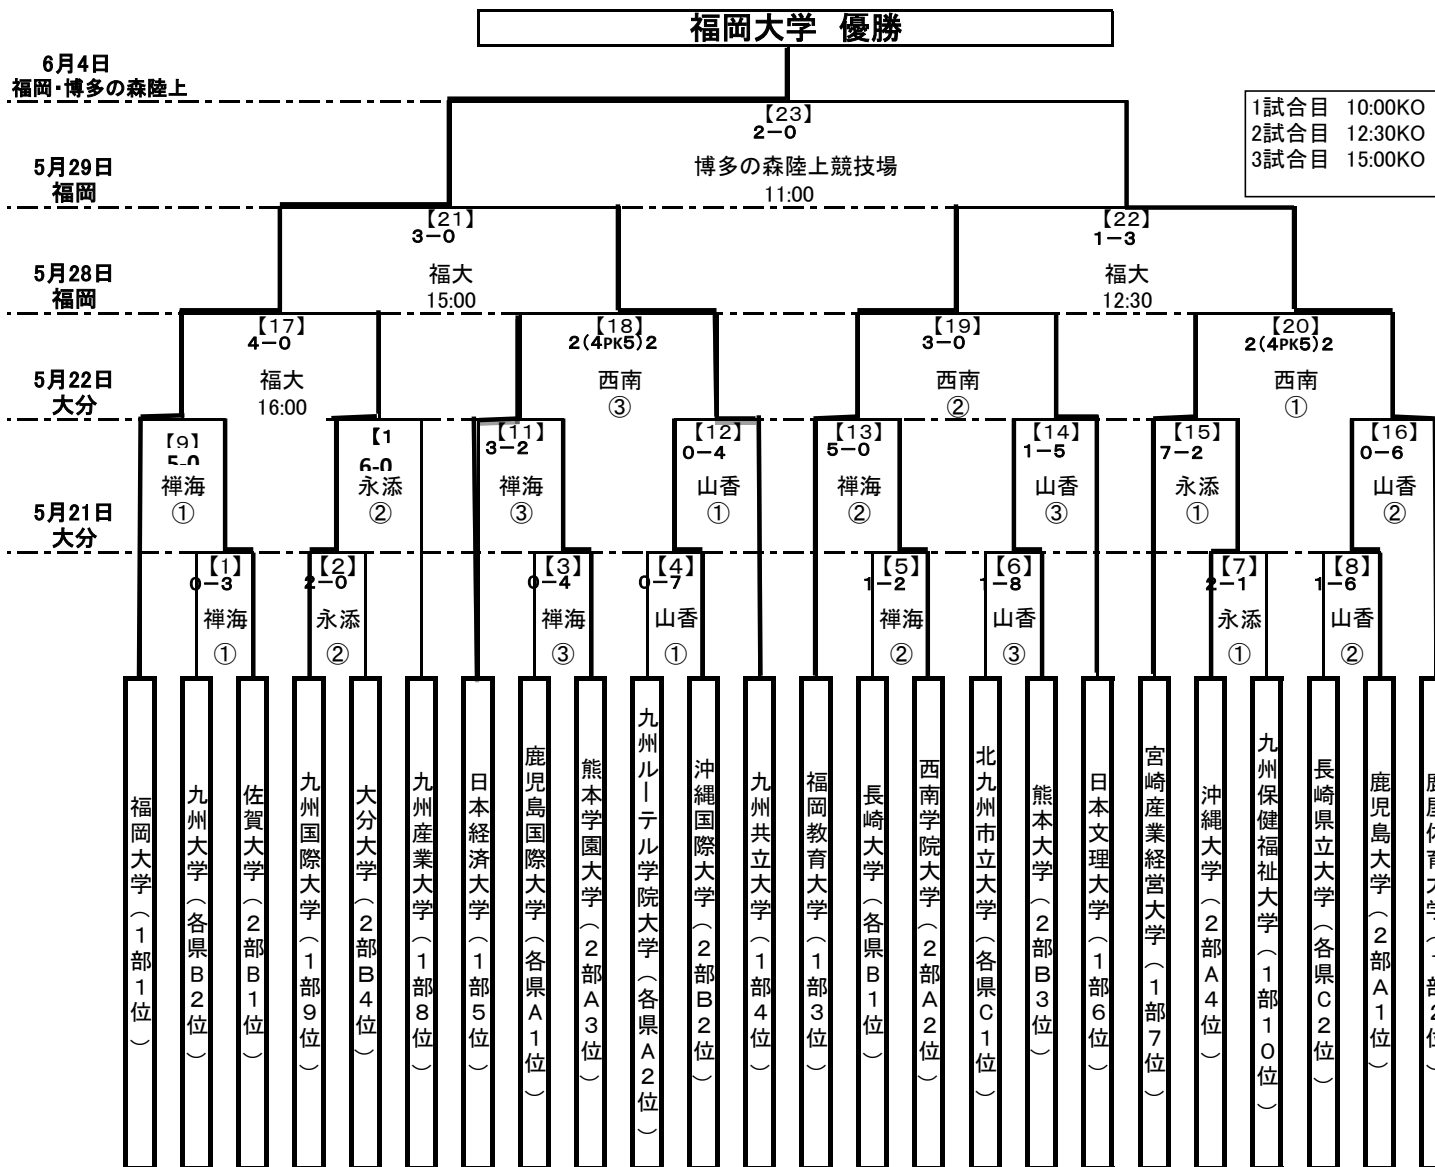 福岡大学 優勝
6月4日
福岡・博多の森陸上
【23】
2－0
1試合目 10:00KO
2試合目 12:30KO
3試合目 15:00KO
博多の森陸上競技場
11:00
5月29日
福岡
【21】
3－0
【22】
1－3
福大
15:00
福大
12:30
5月28日
福岡
【17】
4－0
【18】
2(4PK5)2
【19】
3－0
【20】
2(4PK5)2
福大
16:00
西南
③
西南
②
西南
①
5月22日
大分
【9】
5-0
【1
6-0
【11】
3－2
【12】
0－4
【13】
5－0
【14】
1－5
【15】
7－2
【16】
0－6
禅海
①
永添
②
禅海
③
山香
①
禅海
②
山香
③
永添
①
山香
②
5月21日
大分
【1】
0－3
【2】
2－0
【3】
0－4
【4】
0－7
【5】
1－2
【6】
1－8
【7】
2－1
【8】
1－6
禅海
①
永添
②
禅海
③
山香
①
禅海
②
山香
③
永添
①
山香
②
福岡大学（1部1位）
九州大学（各県B2位）
佐賀大学（2部B1位）
九州国際大学（1部9位）
大分大学（2部B4位）
九州産業大学（1部8位）
日本経済大学（1部5位）
鹿児島国際大学（各県A1位）
熊本学園大学（2部A3位）
九州ルーテル学院大学（各県A2位）
沖縄国際大学（2部B2位）
九州共立大学（1部4位）
福岡教育大学（1部3位）
長崎大学（各県B1位）
西南学院大学（2部A2位）
北九州市立大学（各県C1位）
熊本大学（2部B3位）
日本文理大学（1部6位）
宮崎産業経営大学（1部7位）
沖縄大学（2部A4位）
九州保健福祉大学（1部10位）
長崎県立大学（各県C2位）
鹿児島大学（2部A1位）
鹿屋体育大学（1部2位）